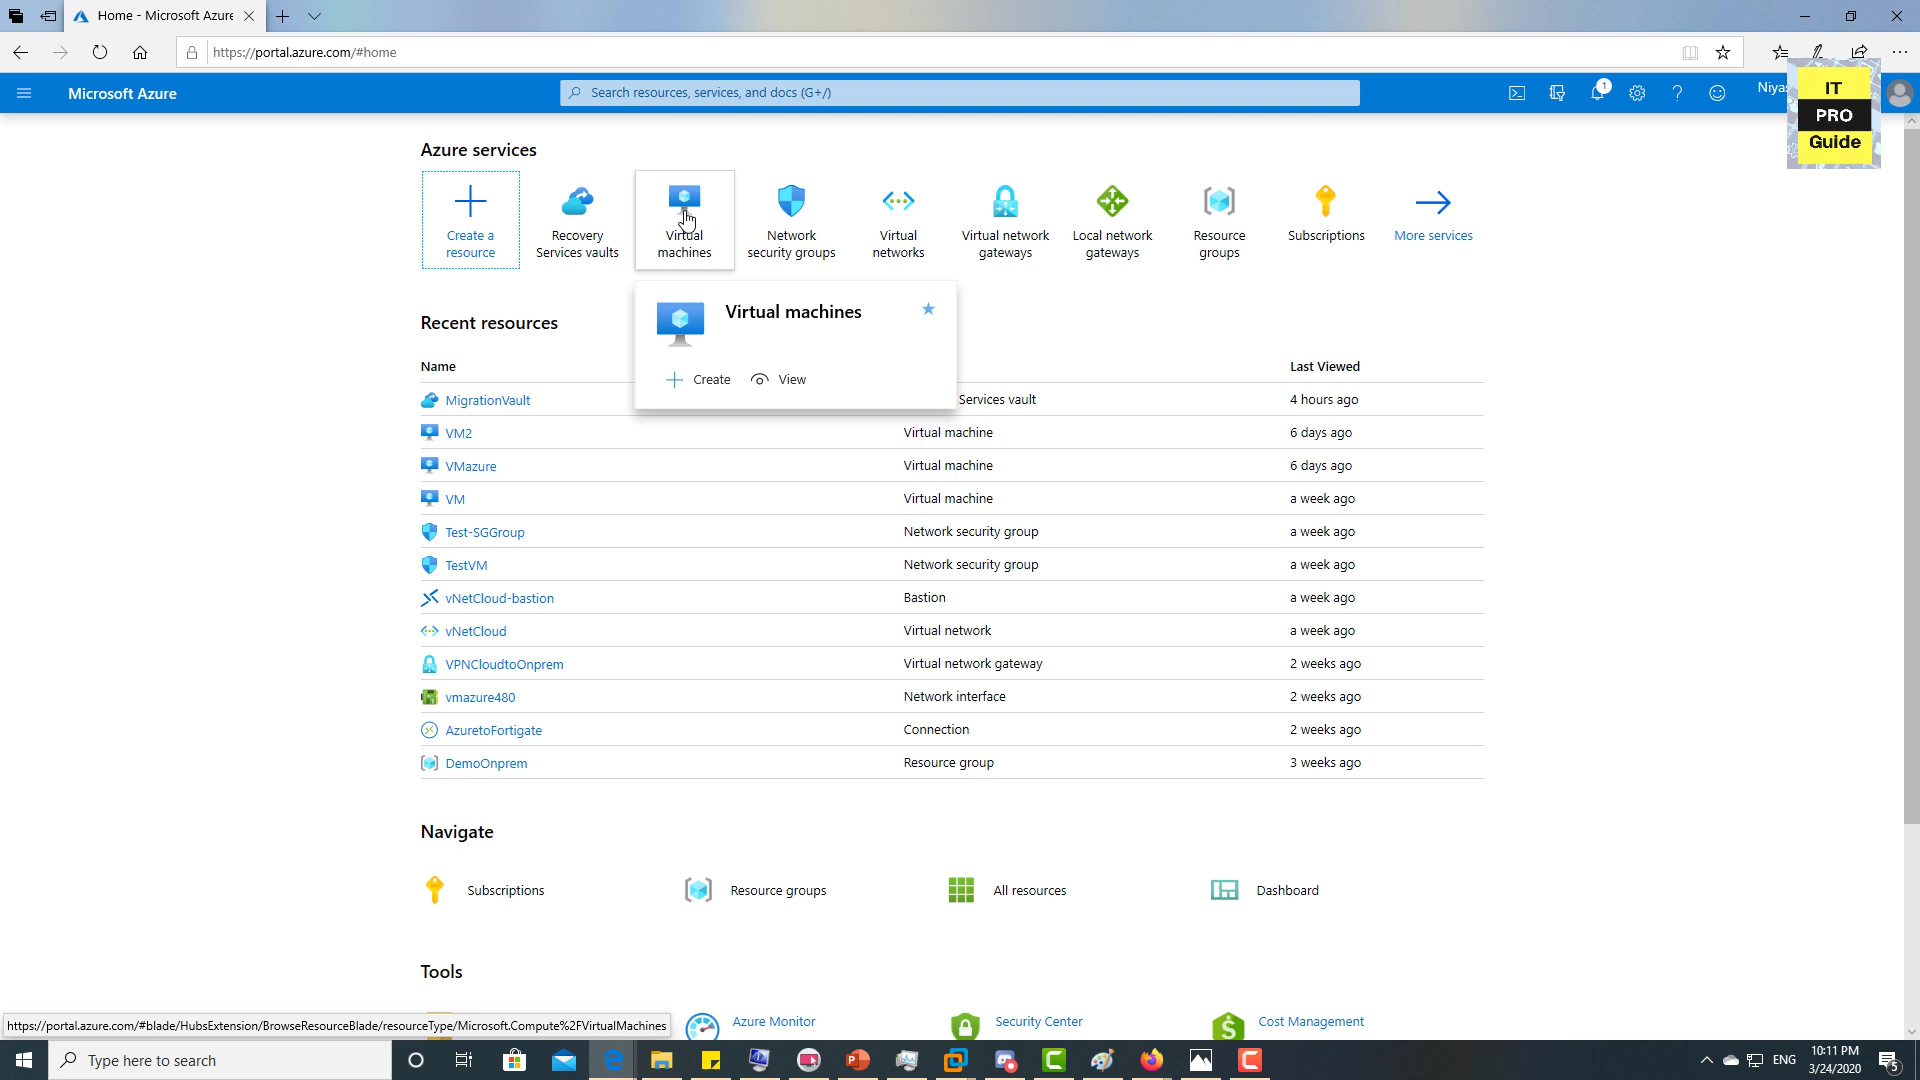 Home - Microsoft Azure
https://portal.azure.com/#home
Microsoft Azure
Search resources, services, and docs (G+/)
1
Niyas
IT
PRO
Guide
Azure services
Create a
resource
Recovery
Services vaults
Virtual
machines
Network
security groups
Virtual
networks
Virtual network
gateways
Local network
gateways
Resource
groups
Subscriptions
More services
Virtual machines
Create
View
Recent resources
Name
Last Viewed
MigrationVault Services vault 4 hours ago
VM2 Virtual machine 6 days ago
VMazure Virtual machine 6 days ago
VM Virtual machine a week ago
Test-SGGroup Network security group a week ago
TestVM Network security group a week ago
vNetCloud-bastion Bastion a week ago
vNetCloud Virtual network a week ago
VPNCloudtoOnprem Virtual network gateway 2 weeks ago
vmazure480 Network interface 2 weeks ago
AzuretoFortigate Connection 2 weeks ago
DemoOnprem Resource group 3 weeks ago
Navigate
Subscriptions
Resource groups
All resources
Dashboard
Tools
Azure Monitor
Security Center
Cost Management
https://portal.azure.com/#blade/HubsExtension/BrowseResourceBlade/resourceType/Microsoft.Compute%2FVirtualMachines
Type here to search
ENG
10:11 PM
3/24/2020
5